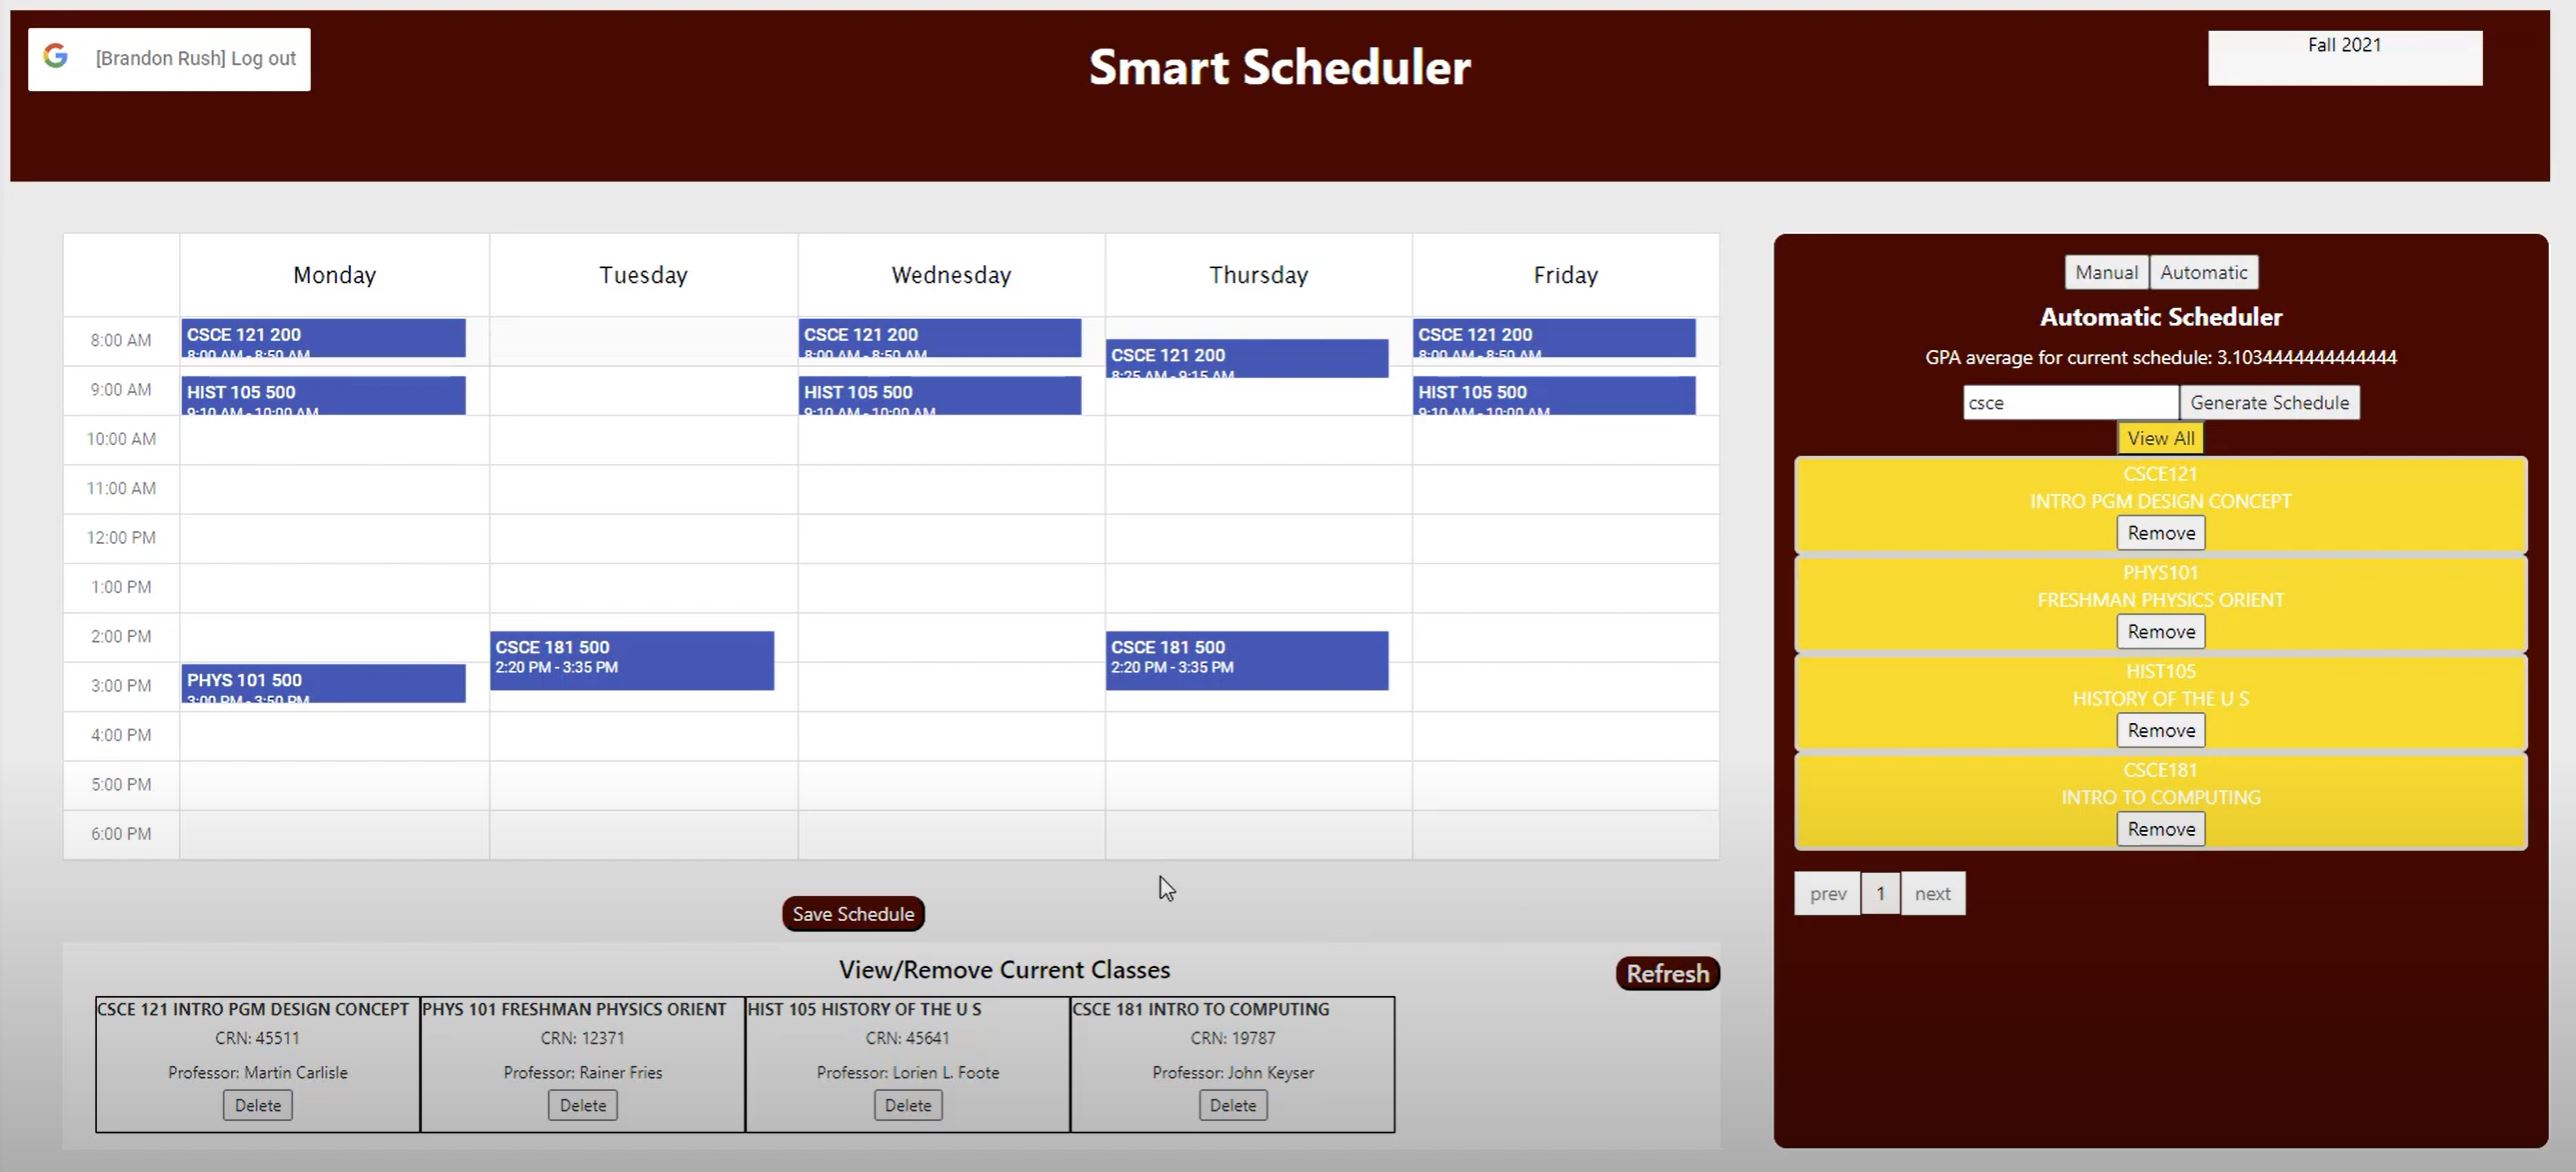 [Brandon Rush] Log out
Smart Scheduler
Fall 2021
Monday Tuesday Wednesday Thursday Friday
8:00 AM
9:00 AM
10:00 AM
11:00 AM
12:00 PM
1:00 PM
2:00 PM
3:00 PM
4:00 PM
5:00 PM
6:00 PM
CSCE 121 200
8:00 AM - 8:50 AM
HIST 105 500
9:10 AM - 10:00 AM
PHYS 101 500
3:00 PM - 3:50 PM
CSCE 181 500
2:20 PM - 3:35 PM
CSCE 121 200
8:00 AM - 8:50 AM
HIST 105 500
9:10 AM - 10:00 AM
CSCE 121 200
8:25 AM - 9:15 AM
CSCE 181 500
2:20 PM - 3:35 PM
CSCE 121 200
8:00 AM - 8:50 AM
HIST 105 500
9:10 AM - 10:00 AM
Save Schedule
View/Remove Current Classes
Refresh
CSCE 121 INTRO PGM DESIGN CONCEPT
CRN: 45511
Professor: Martin Carlisle
Delete
PHYS 101 FRESHMAN PHYSICS ORIENT
CRN: 12371
Professor: Rainer Fries
Delete
HIST 105 HISTORY OF THE U S
CRN: 45641
Professor: Lorien L. Foote
Delete
CSCE 181 INTRO TO COMPUTING
CRN: 19787
Professor: John Keyser
Delete
Manual Automatic
Automatic Scheduler
GPA average for current schedule: 3.1034444444444444
csce Generate Schedule
View All
CSCE121
INTRO PGM DESIGN CONCEPT
Remove
PHYS101
FRESHMAN PHYSICS ORIENT
Remove
HIST105
HISTORY OF THE U S
Remove
CSCE181
INTRO TO COMPUTING
Remove
prev 1 next